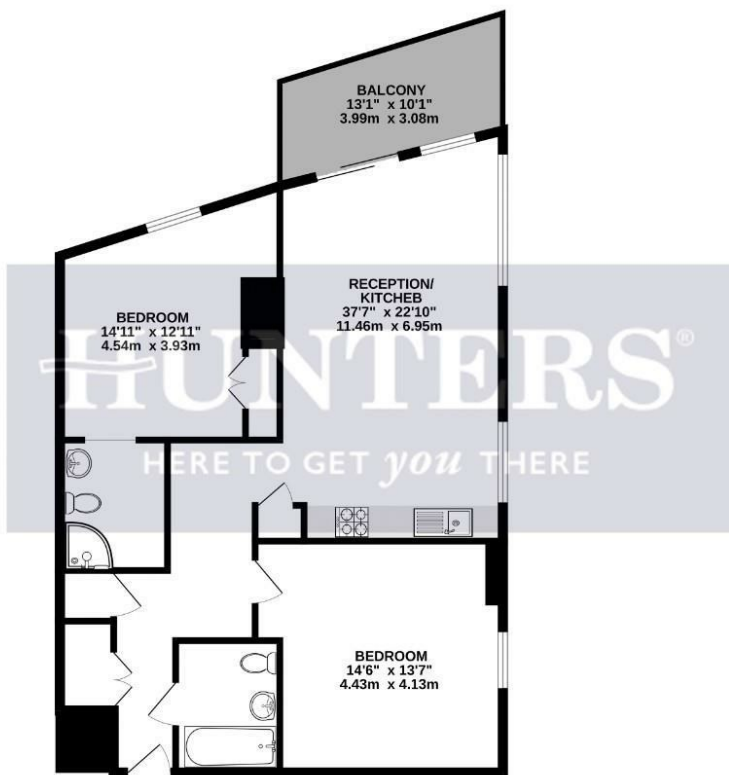 BALCONY
13'1" x 10'1"
3.99m x 3.08m
RECEPTION/
KITCHEB
37'7" x 22'10"
11.46m x 6.95m
BEDROOM
14'11" x 12'11"
4.54m x 3.93m
HUNTERS®
HERE TO GET you THERE
BEDROOM
14'6" x 13'7"
4.43m x 4.13m